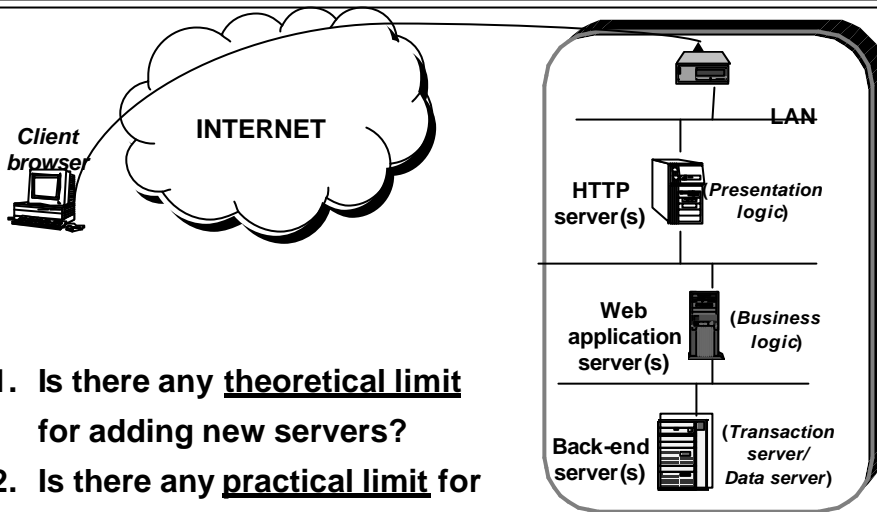 INTERNET
Client
browser
LAN
HTTP
server(s)
(Presentation
logic)
Web
application
server(s)
(Business
logic)
Back-end
server(s)
(Transaction
server/
Data server)
1. Is there any theoretical limit
for adding new servers?
2. Is there any practical limit for